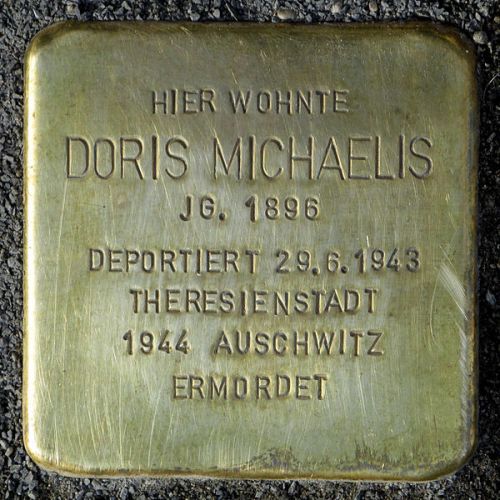 HIER WOHNTE
DORIS MICHAELIS
JG. 1896
DEPORTIERT 29.6.1943
THERESIENSTADT
1944 AUSCHWITZ
ERMORDET